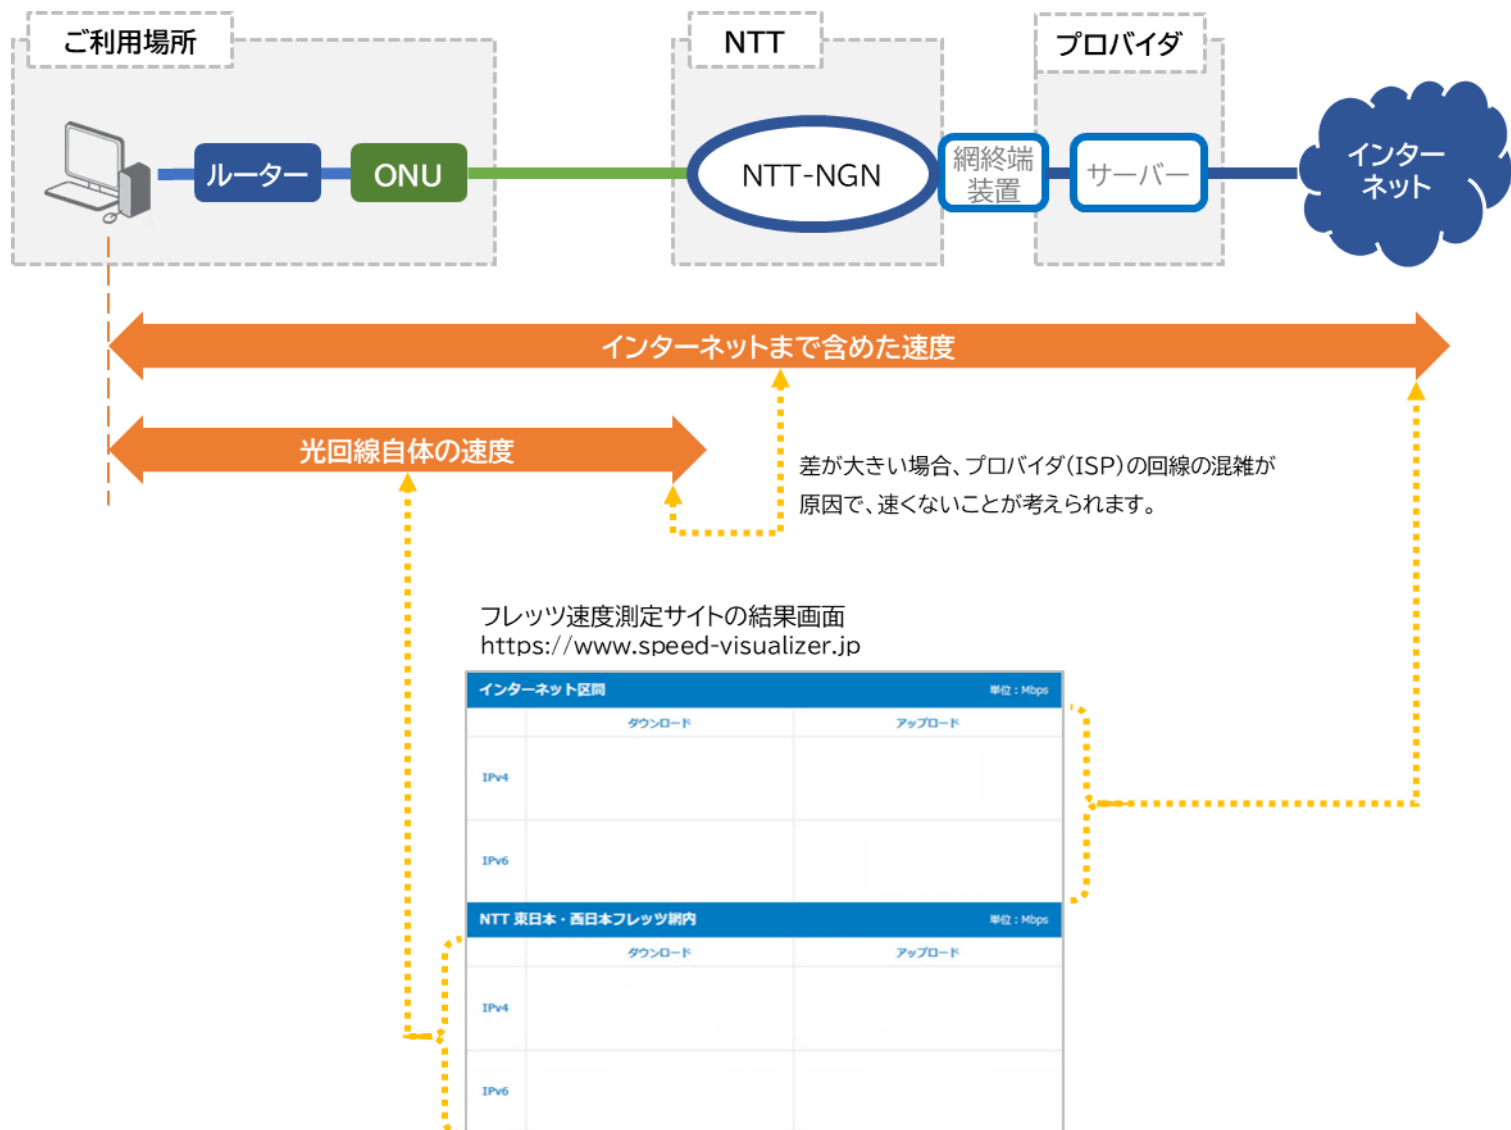 ご利用場所
NTT
プロバイダ
ルーター
ONU
NTT-NGN
網終端
装置
サーバー
インター
ネット
インターネットまで含めた速度
光回線自体の速度
差が大きい場合、プロバイダ(ISP)の回線の混雑が
原因で、速くないことが考えられます。
フレッツ速度測定サイトの結果画面
https://www.speed-visualizer.jp
インターネット区間 単位：Mbps
ダウンロード アップロード
IPv4
IPv6
NTT 東日本・西日本フレッツ網内 単位：Mbps
ダウンロード アップロード
IPv4
IPv6